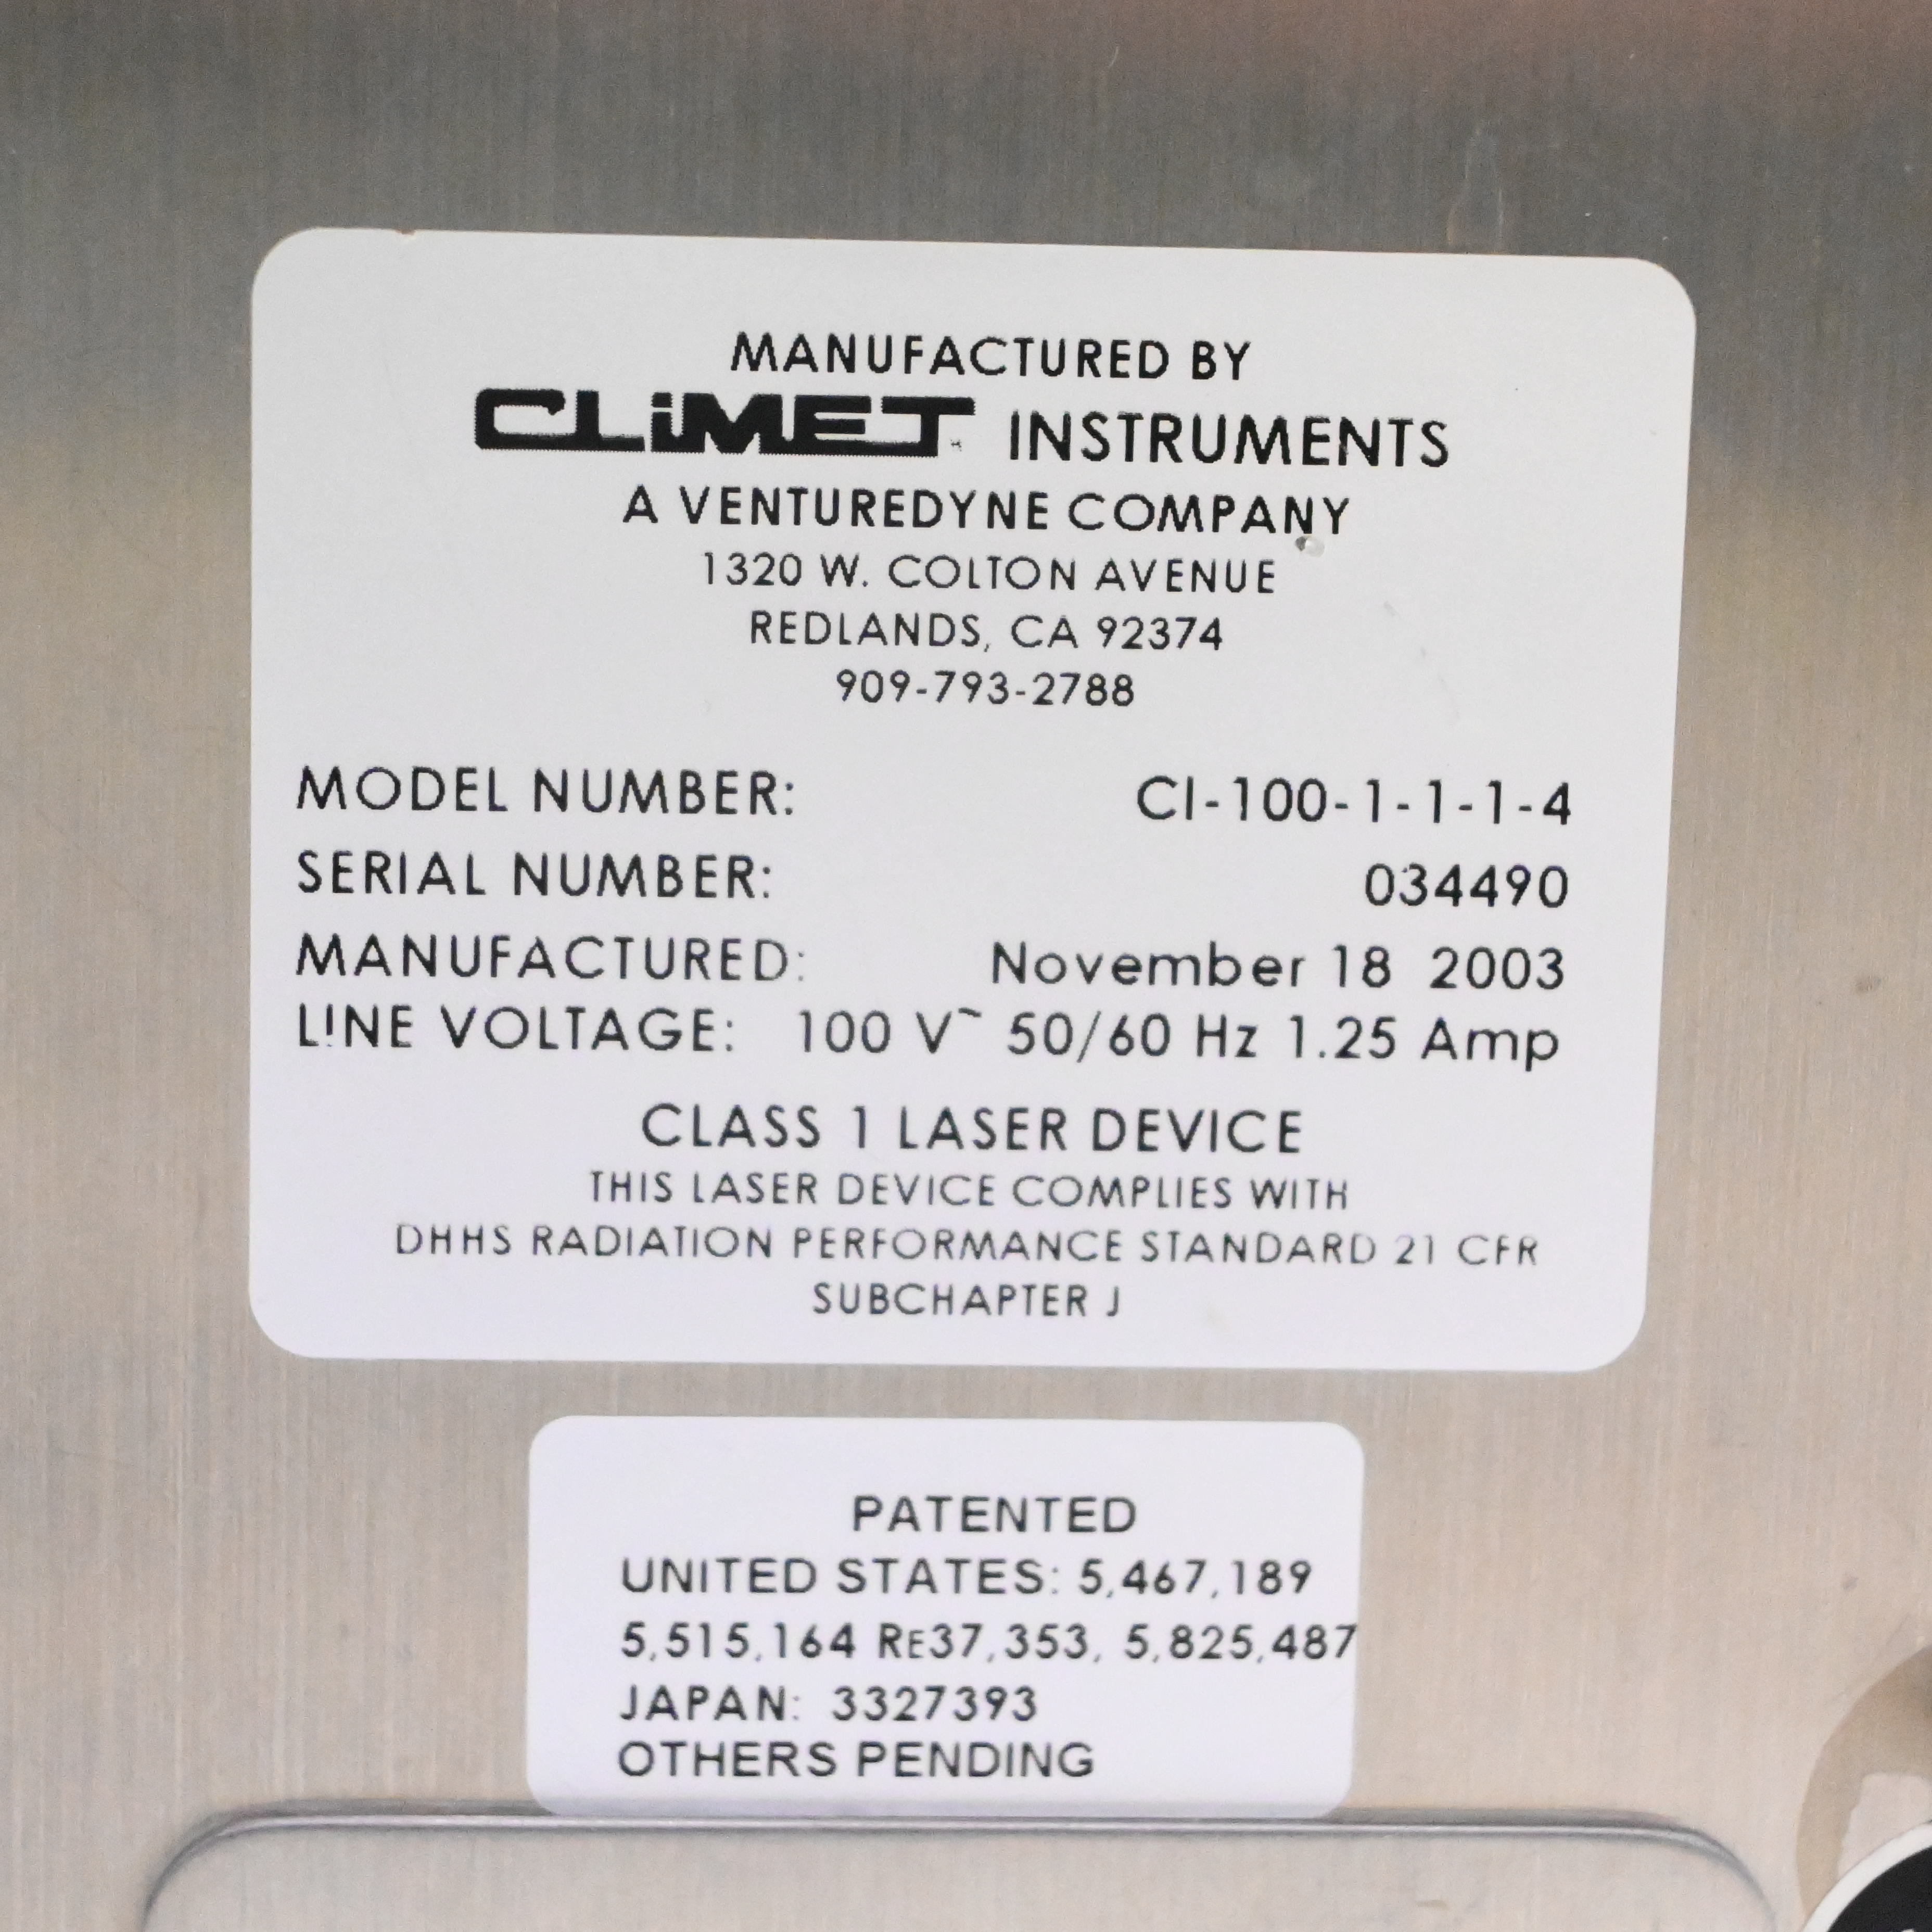 MANUFACTURED BY
CLiMET INSTRUMENTS
A VENTUREDYNE COMPANY
1320 W. COLTON AVENUE
REDLANDS, CA 92374
909-793-2788
MODEL NUMBER: CI-100-1-1-1-4
SERIAL NUMBER: 034490
MANUFACTURED: November 18 2003
LINE VOLTAGE: 100 V~ 50/60 Hz 1.25 Amp
CLASS 1 LASER DEVICE
THIS LASER DEVICE COMPLIES WITH
DHHS RADIATION PERFORMANCE STANDARD 21 CFR
SUBCHAPTER J
PATENTED
UNITED STATES: 5,467,189
5,515,164 RE37,353, 5,825,487
JAPAN: 3327393
OTHERS PENDING